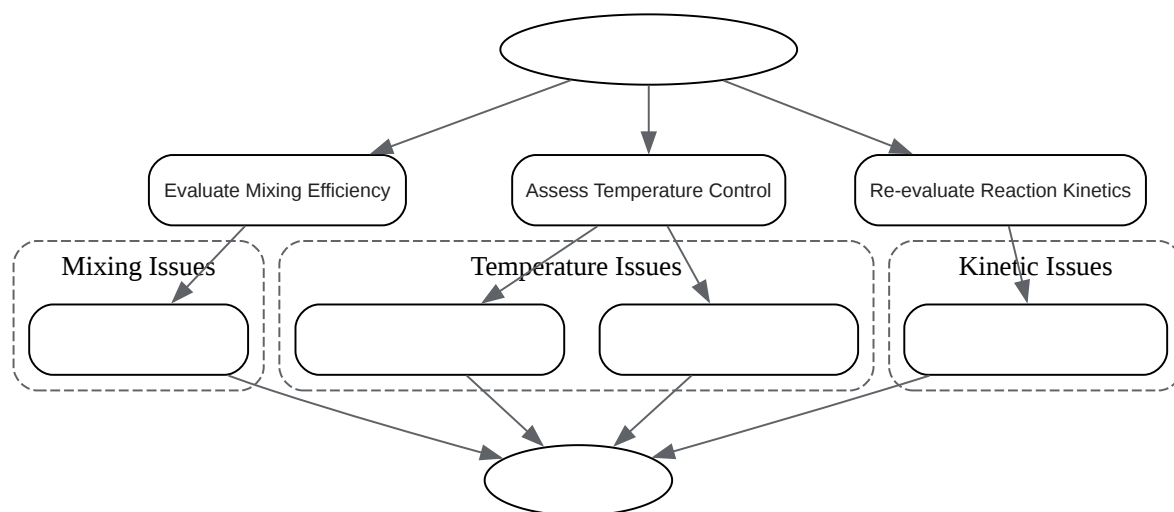 Evaluate Mixing Efficiency
Assess Temperature Control
Re-evaluate Reaction Kinetics
Mixing Issues
Temperature Issues
Kinetic Issues